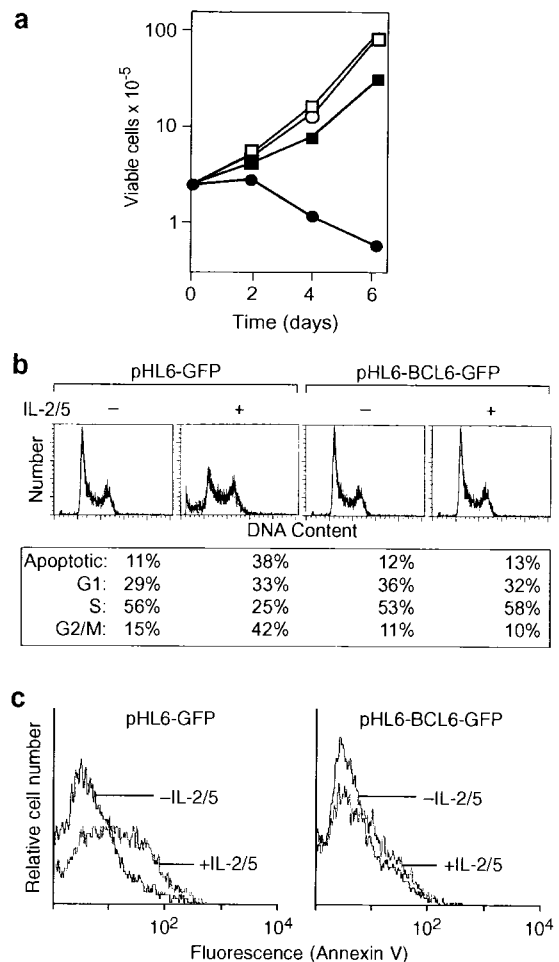 a
100
10
1
Viable cells x 10⁻⁵
0 2 4 6
Time (days)
b
pHL6-GFP pHL6-BCL6-GFP
IL-2/5 − + − +
Number
DNA Content
Apoptotic: 11% 38% 12% 13%
G1: 29% 33% 36% 32%
S: 56% 25% 53% 58%
G2/M: 15% 42% 11% 10%
c
pHL6-GFP pHL6-BCL6-GFP
−IL-2/5 −IL-2/5
+IL-2/5 +IL-2/5
Relative cell number
10² 10⁴ 10² 10⁴
Fluorescence (Annexin V)